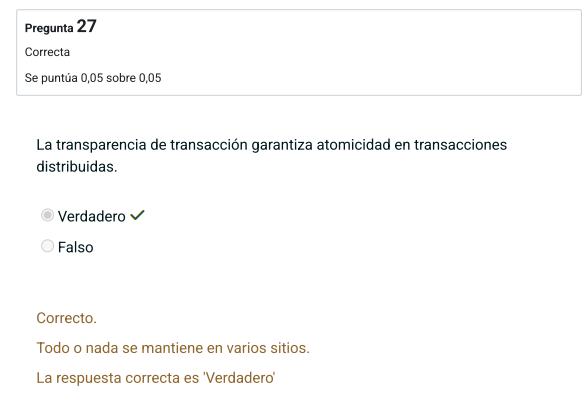 Pregunta 27
Correcta
Se puntúa 0,05 sobre 0,05
La transparencia de transacción garantiza atomicidad en transacciones
distribuidas.
Verdadero
Falso
Correcto.
Todo o nada se mantiene en varios sitios.
La respuesta correcta es 'Verdadero'